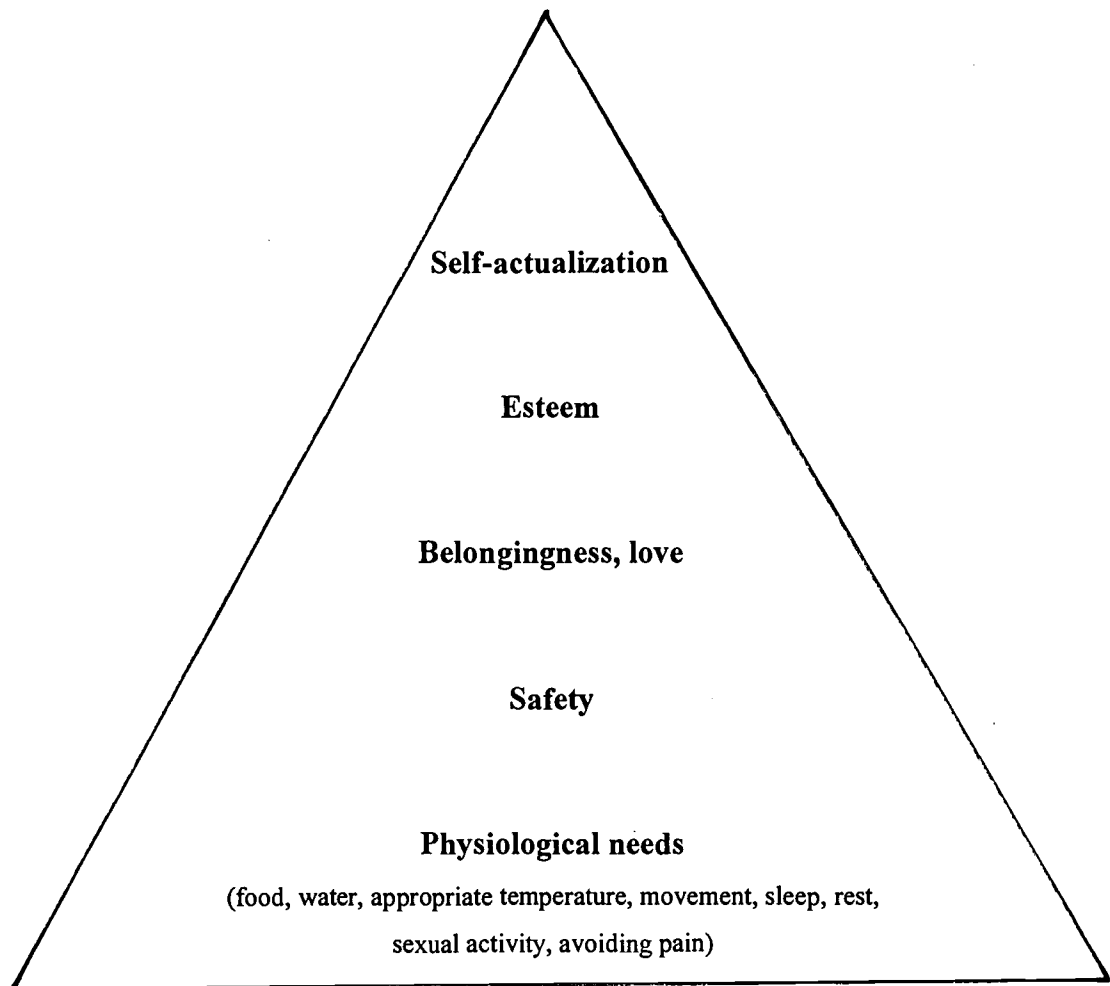 Self-actualization
Esteem
Belongingness, love
Safety
Physiological needs
(food, water, appropriate temperature, movement, sleep, rest,
sexual activity, avoiding pain)